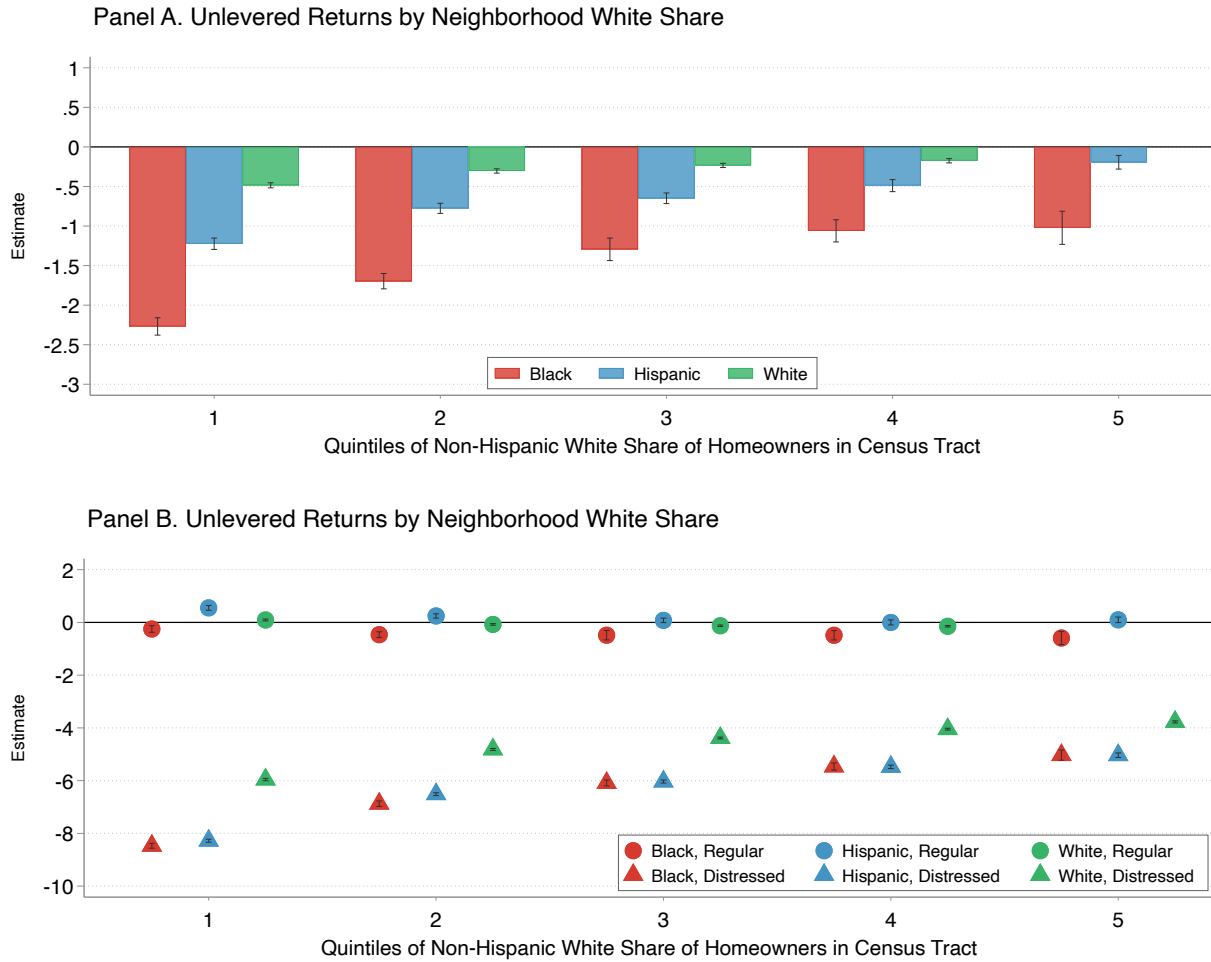 Panel A. Unlevered Returns by Neighborhood White Share
1
.5
0
-.5
-1
-1.5
-2
-2.5
-3
Estimate
Black Hispanic White
1 2 3 4 5
Quintiles of Non-Hispanic White Share of Homeowners in Census Tract
Panel B. Unlevered Returns by Neighborhood White Share
2
0
-2
-4
-6
-8
-10
Estimate
Black, Regular Hispanic, Regular White, Regular
Black, Distressed Hispanic, Distressed White, Distressed
1 2 3 4 5
Quintiles of Non-Hispanic White Share of Homeowners in Census Tract